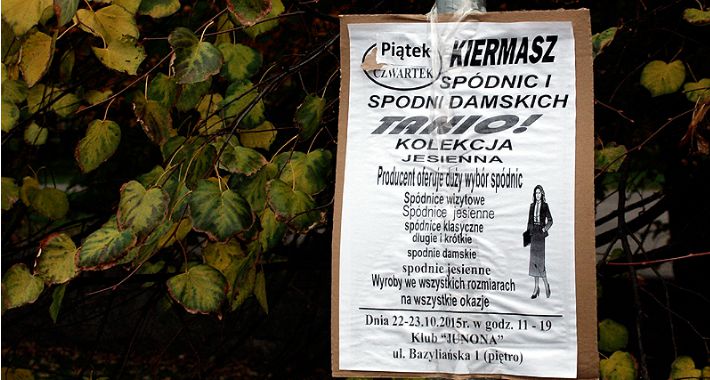 Piątek
CZWARTEK
KIERMASZ
SPÓDNIC I
SPODNI DAMSKICH
TANIO!
KOLEKCJA
JESIENNA
Producent oferuje duży wybór spódnic
Spódnice wizytowe
Spódnice jesienne
spódnice klasyczne
długie i krótkie
spodnie damskie
spodnie jesienne
Wyroby we wszystkich rozmiarach
na wszystkie okazje
Dnia 22-23.10.2015r. w godz. 11 - 19
Klub "JUNONA"
ul. Bazyliańska 1 (piętro)